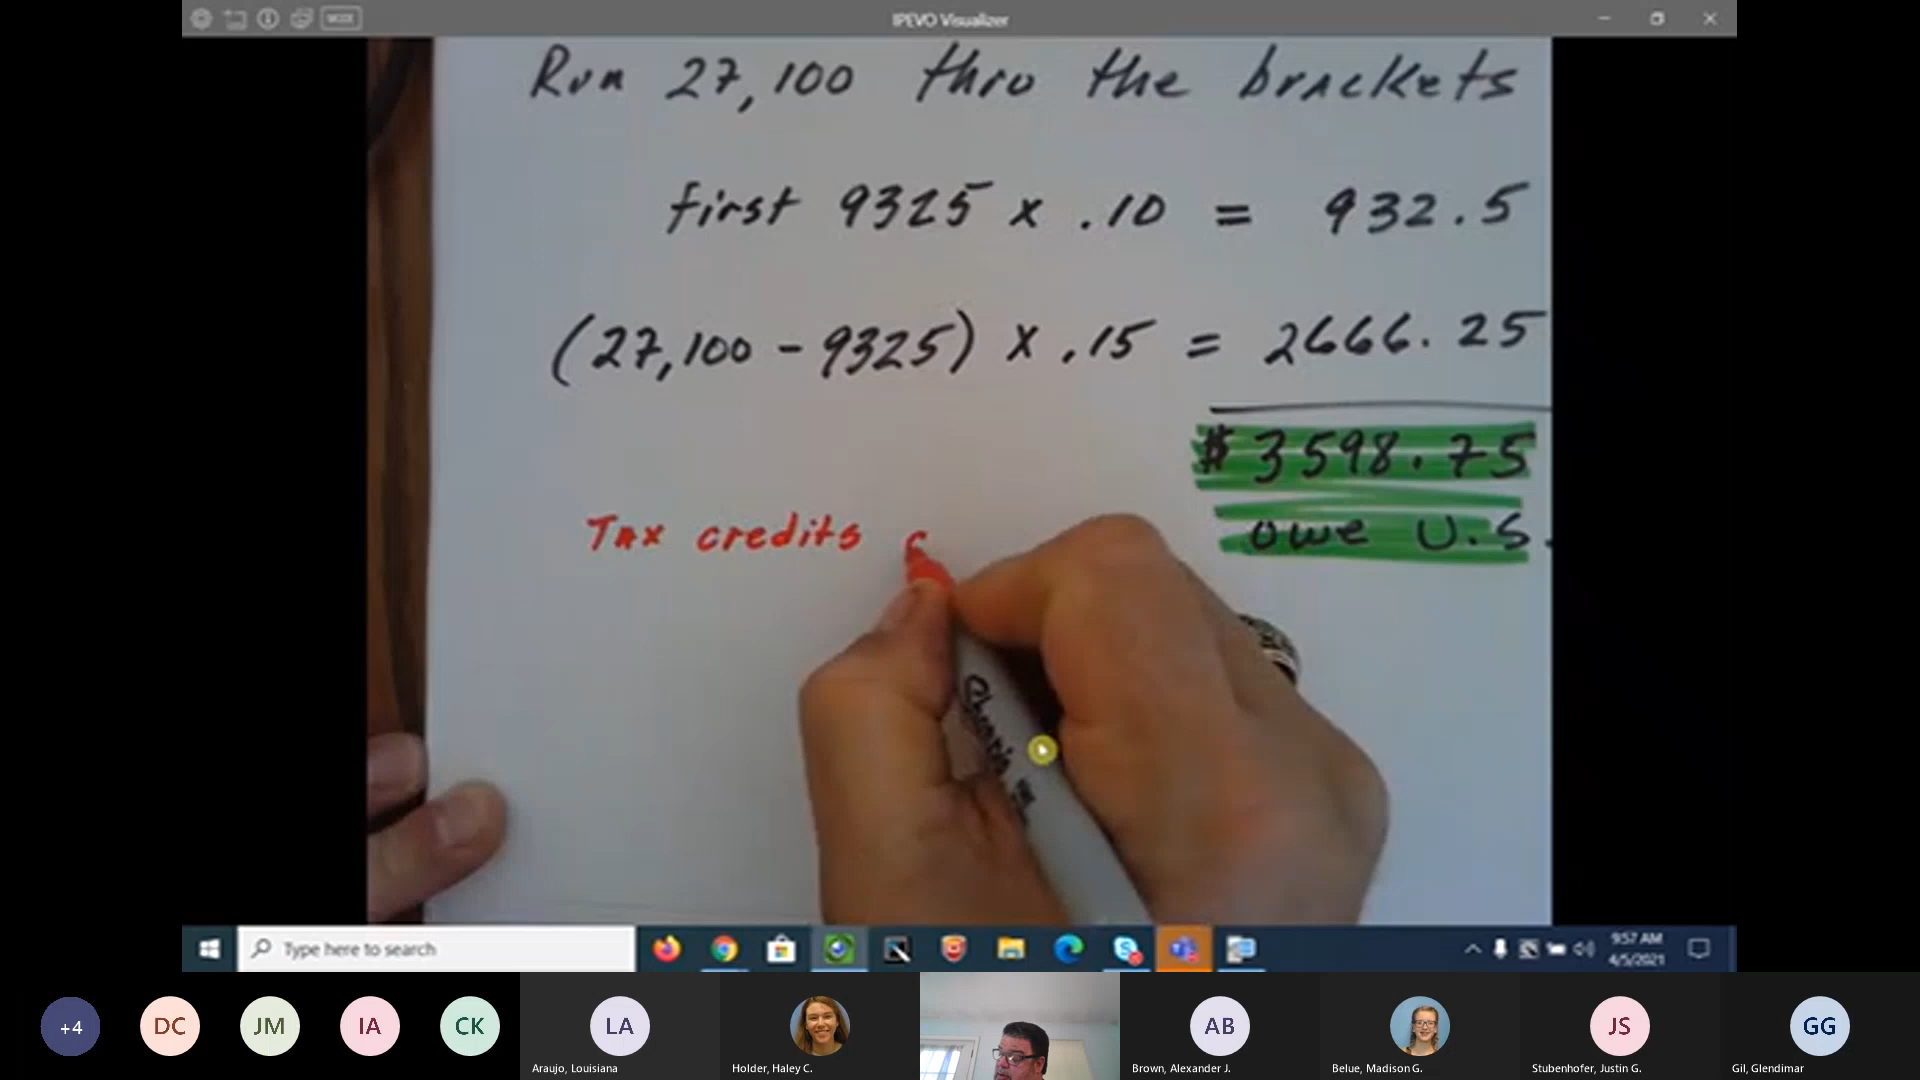 IPEVO Visualizer
Run 27,100 thro the brackets
first 9325 x .10 = 932.5
(27,100 - 9325) x .15 = 2666.25
$ 3598.75
owe U.S.
Tax credits
Type here to search
9:57 AM
4/5/2021
+4
DC
JM
IA
CK
LA
AB
JS
GG
Araujo, Louisiana
Holder, Haley C.
Brown, Alexander J.
Belue, Madison G.
Stubenhofer, Justin G.
Gil, Glendimar